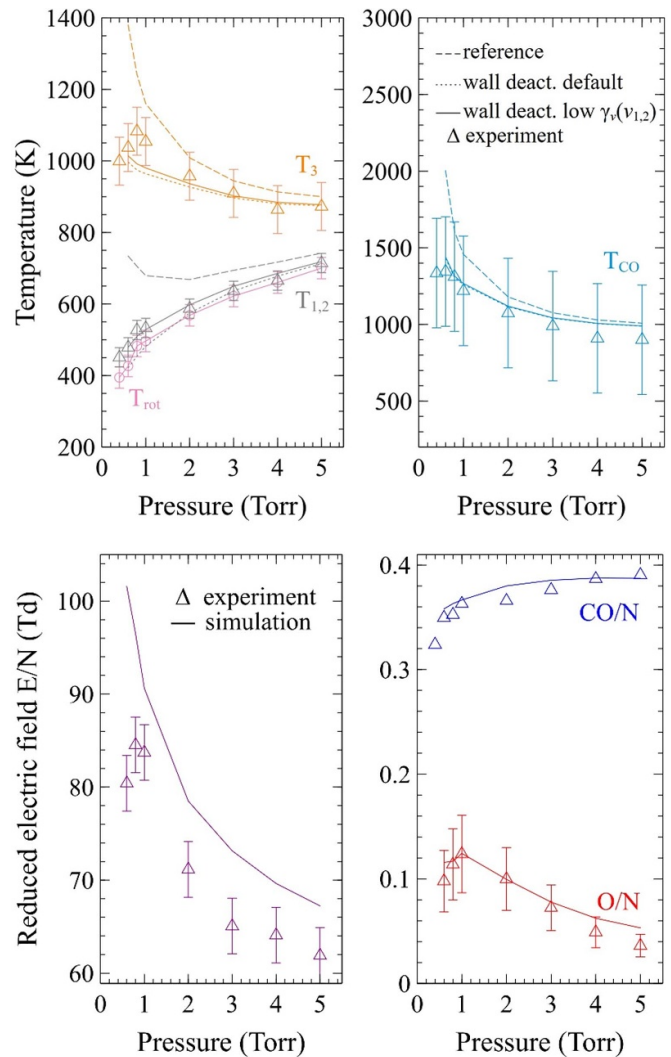 1400
1200
1000
800
600
400
200
0 1 2 3 4 5
Temperature (K)
Pressure (Torr)
T3
T1,2
Trot
3000
2500
2000
1500
1000
500
0 1 2 3 4 5
Pressure (Torr)
reference
wall deact. default
wall deact. low γv(v1,2)
Δ experiment
TCO
100
90
80
70
60
0 1 2 3 4 5
Reduced electric field E/N (Td)
Pressure (Torr)
Δ experiment
simulation
0.4
0.3
0.2
0.1
0
0 1 2 3 4 5
Pressure (Torr)
CO/N
O/N